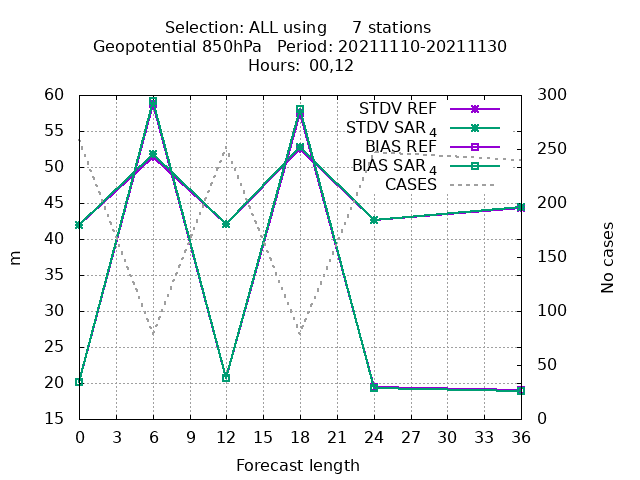 Selection: ALL using 7 stations
Geopotential 850hPa Period: 20211110-20211130
Hours: 00,12
60
55
50
45
40
35
30
25
20
15
m
STDV REF
STDV SAR 4
BIAS REF
BIAS SAR 4
CASES
300
250
200
150
100
50
0
No cases
0 3 6 9 12 15 18 21 24 27 30 33 36
Forecast length